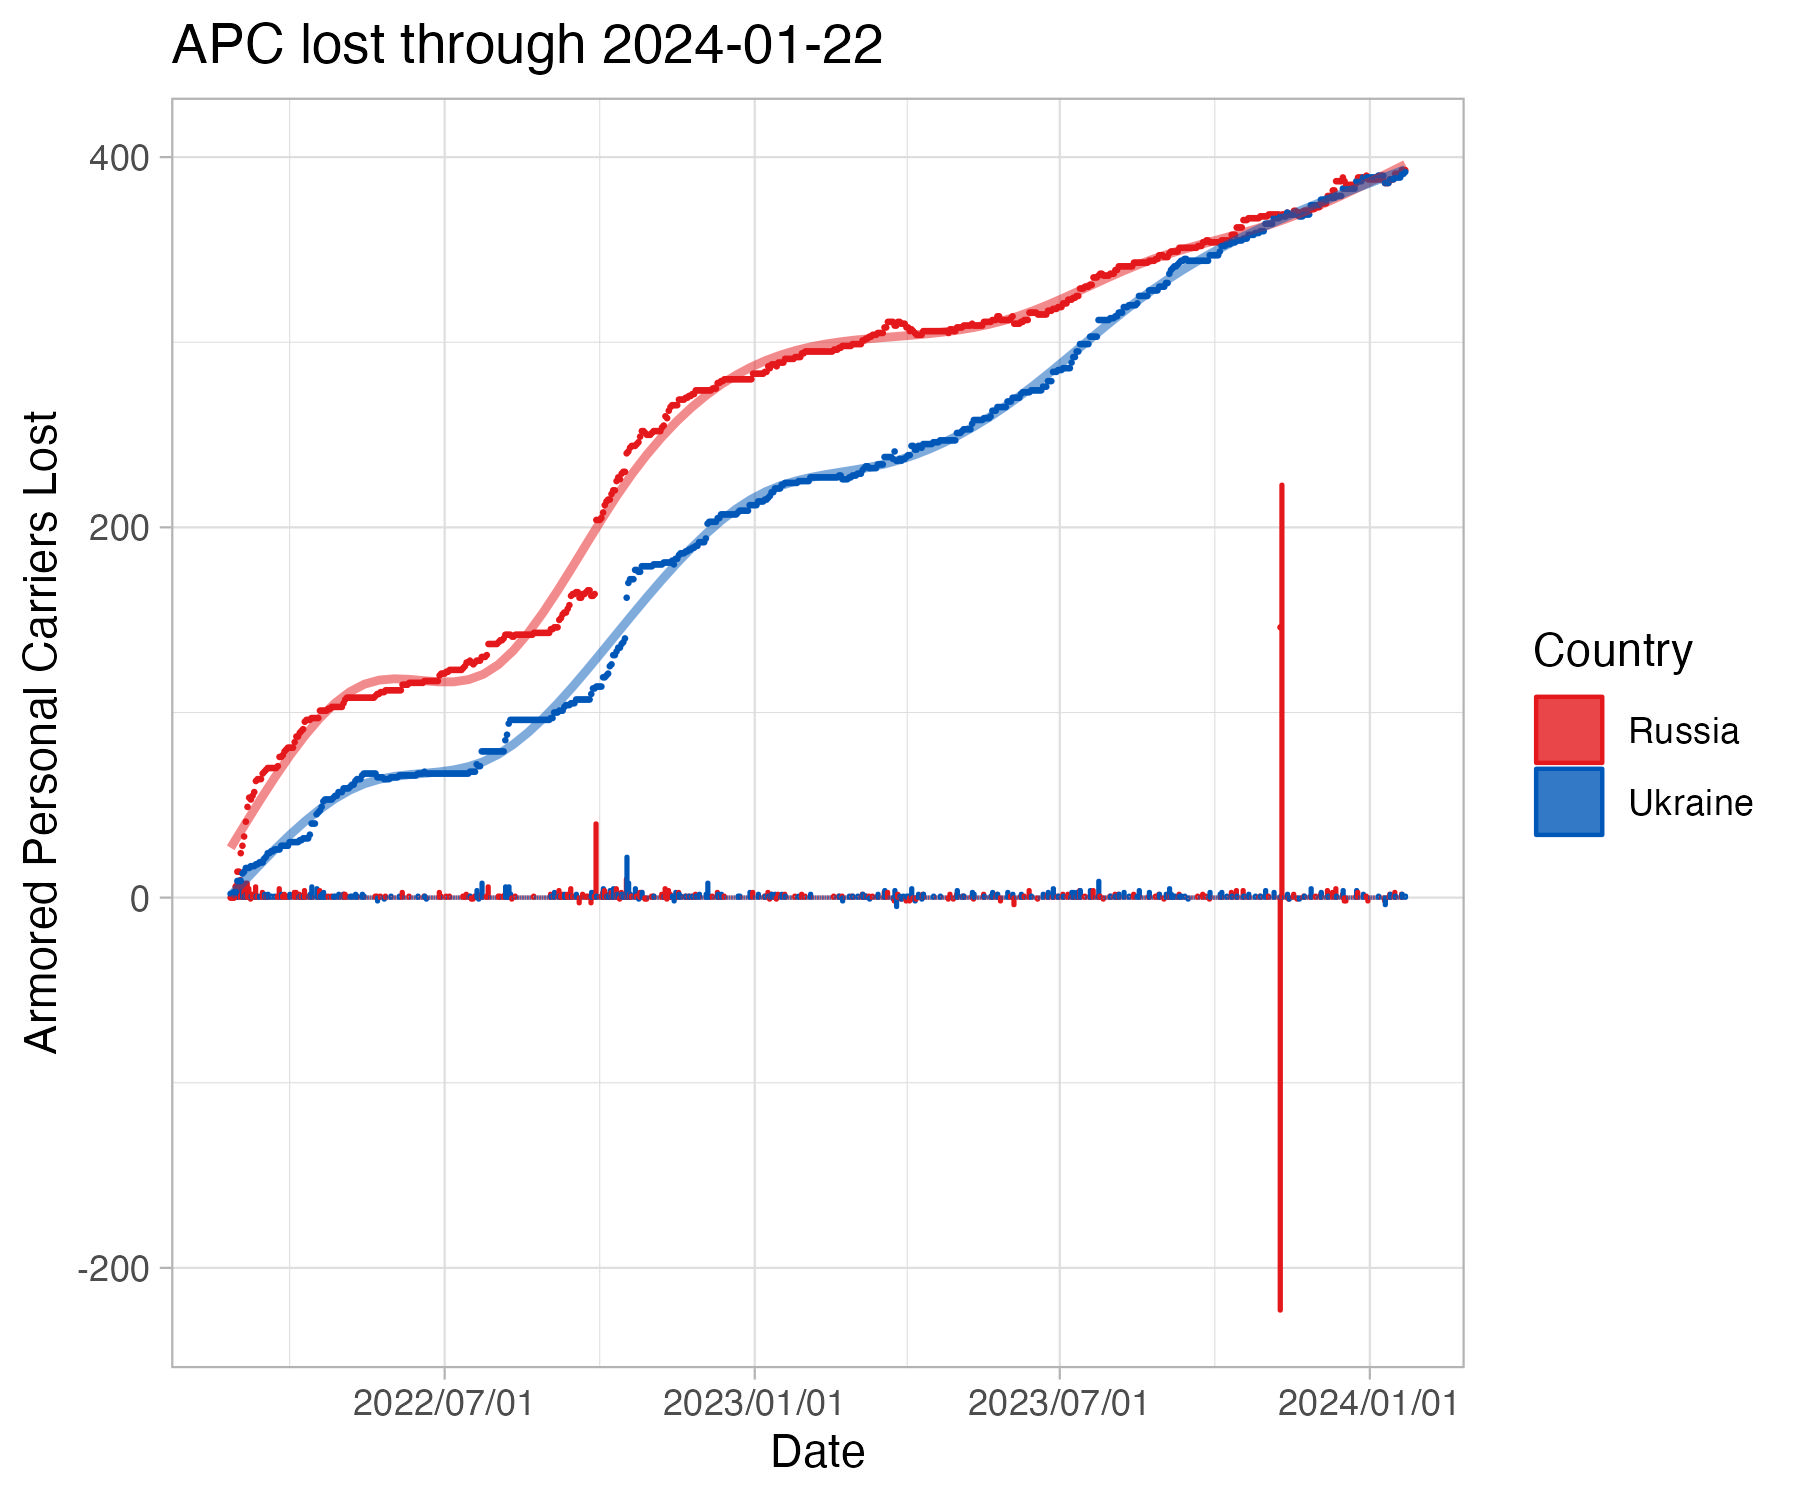 APC lost through 2024-01-22
Armored Personal Carriers Lost
400
200
0
-200
2022/07/01
2023/01/01
2023/07/01
2024/01/01
Date
Country
Russia
Ukraine